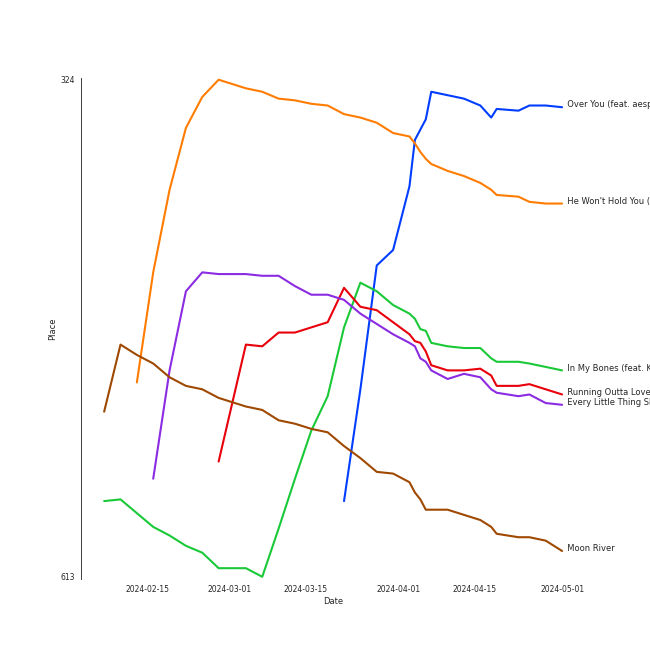 324
Over You (feat. aesp
He Won't Hold You (
Place
In My Bones (feat. K
Running Outta Love
Every Little Thing S
Moon River
613
2024-02-15
2024-03-01
2024-03-15
2024-04-01
2024-04-15
2024-05-01
Date